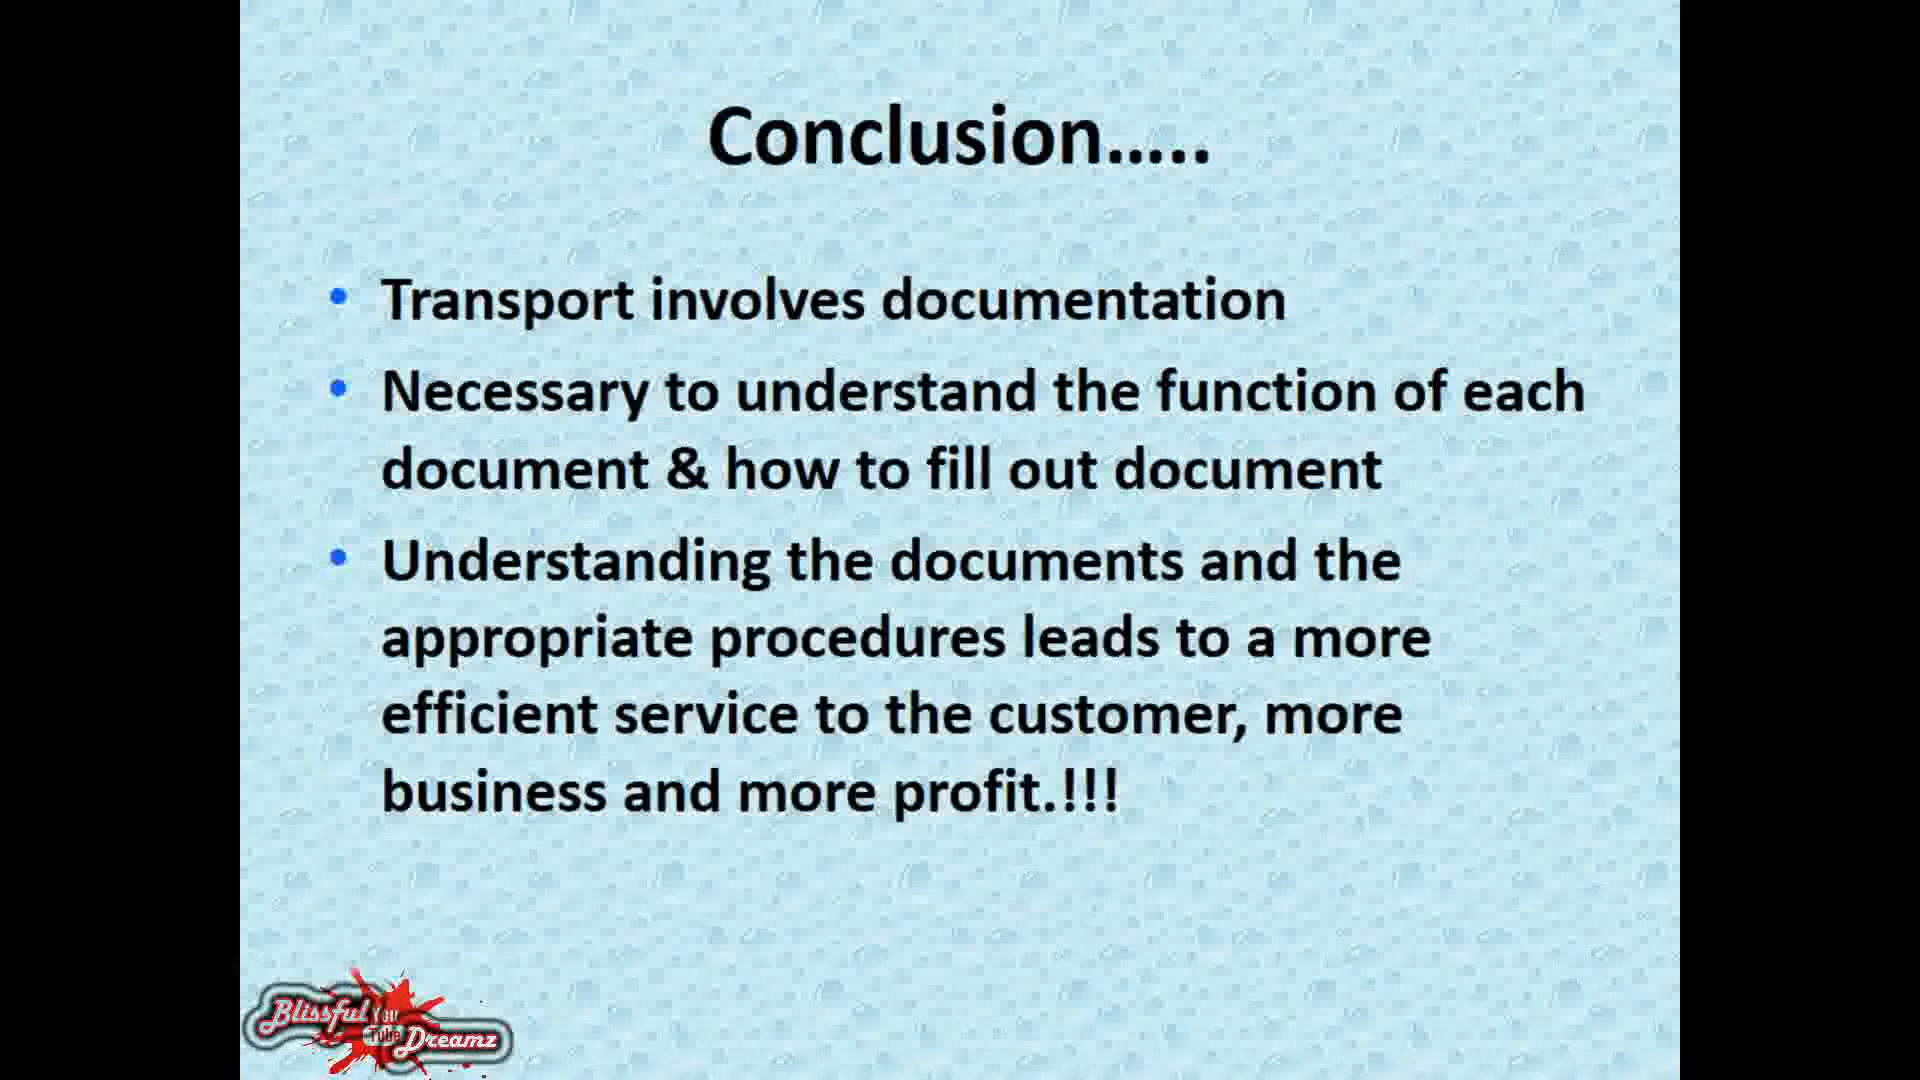 Conclusion.....
• Transport involves documentation
• Necessary to understand the function of each
document & how to fill out document
• Understanding the documents and the
appropriate procedures leads to a more
efficient service to the customer, more
business and more profit.!!!
Blissful You
Tube Dreamz